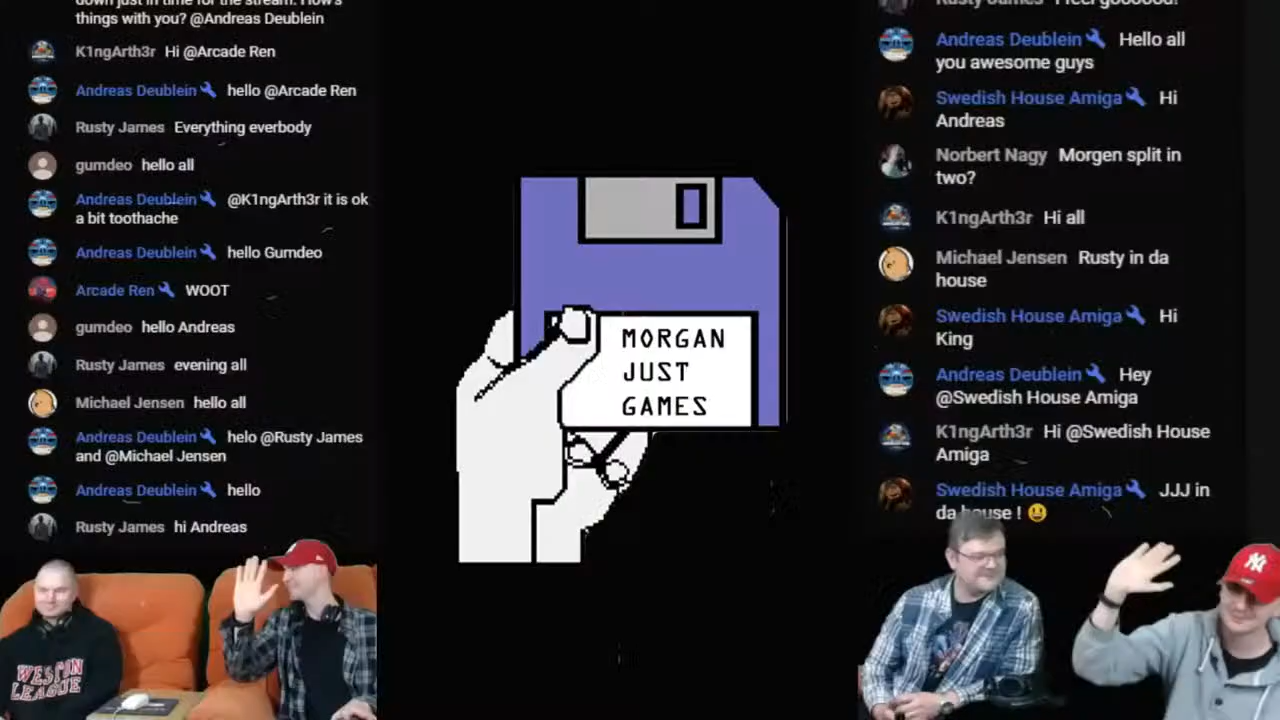 down just in time for the stream. How's
things with you? @Andreas Deublein
K1ngArth3r Hi @Arcade Ren
Andreas Deublein hello @Arcade Ren
Rusty James Everything everbody
gumdeo hello all
Andreas Deublein @K1ngArth3r it is ok
a bit toothache
Andreas Deublein hello Gumdeo
Arcade Ren WOOT
gumdeo hello Andreas
Rusty James evening all
Michael Jensen hello all
Andreas Deublein helo @Rusty James
and @Michael Jensen
Andreas Deublein hello
Rusty James hi Andreas
WESTON
LEAGUE
MORGAN
JUST
GAMES
Rusty James I feel goooood!
Andreas Deublein Hello all
you awesome guys
Swedish House Amiga Hi
Andreas
Norbert Nagy Morgen split in
two?
K1ngArth3r Hi all
Michael Jensen Rusty in da
house
Swedish House Amiga Hi
King
Andreas Deublein Hey
@Swedish House Amiga
K1ngArth3r Hi @Swedish House
Amiga
Swedish House Amiga JJJ in
da house !
NY